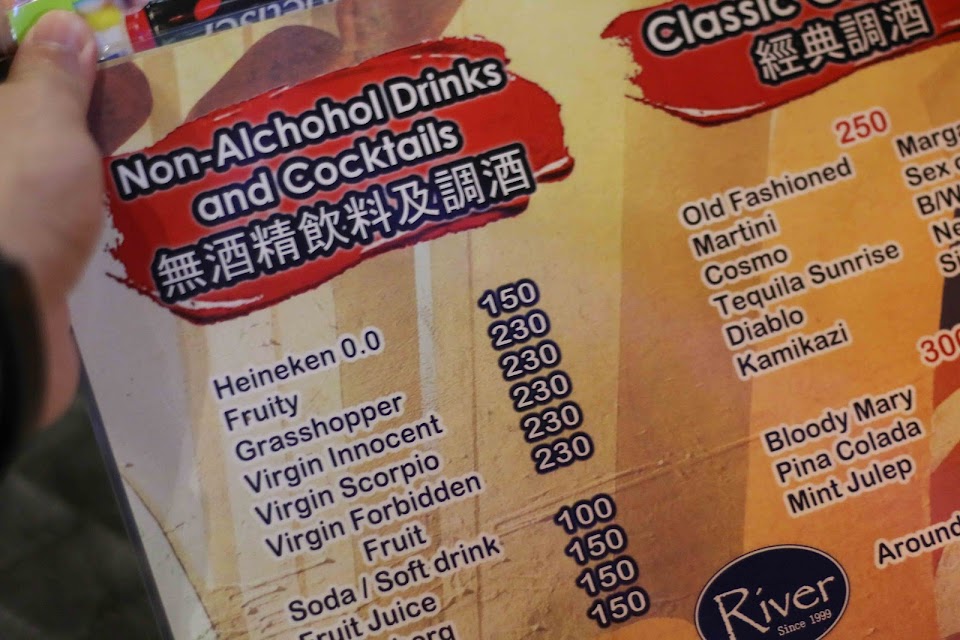 Non-Alchohol Drinks
and Cocktails
無酒精飲料及調酒
Heineken 0.0 150
Fruity 230
Grasshopper 230
Virgin Innocent 230
Virgin Scorpio 230
Virgin Forbidden 230
Fruit
Soda / Soft drink 100
Fruit Juice 150
150
150
Classic
經典調酒
250
Old Fashioned
Martini
Cosmo
Tequila Sunrise
Diablo
Kamikazi
Sex
B/W
300
Bloody Mary
Pina Colada
Mint Julep
Around
River
Since 1999